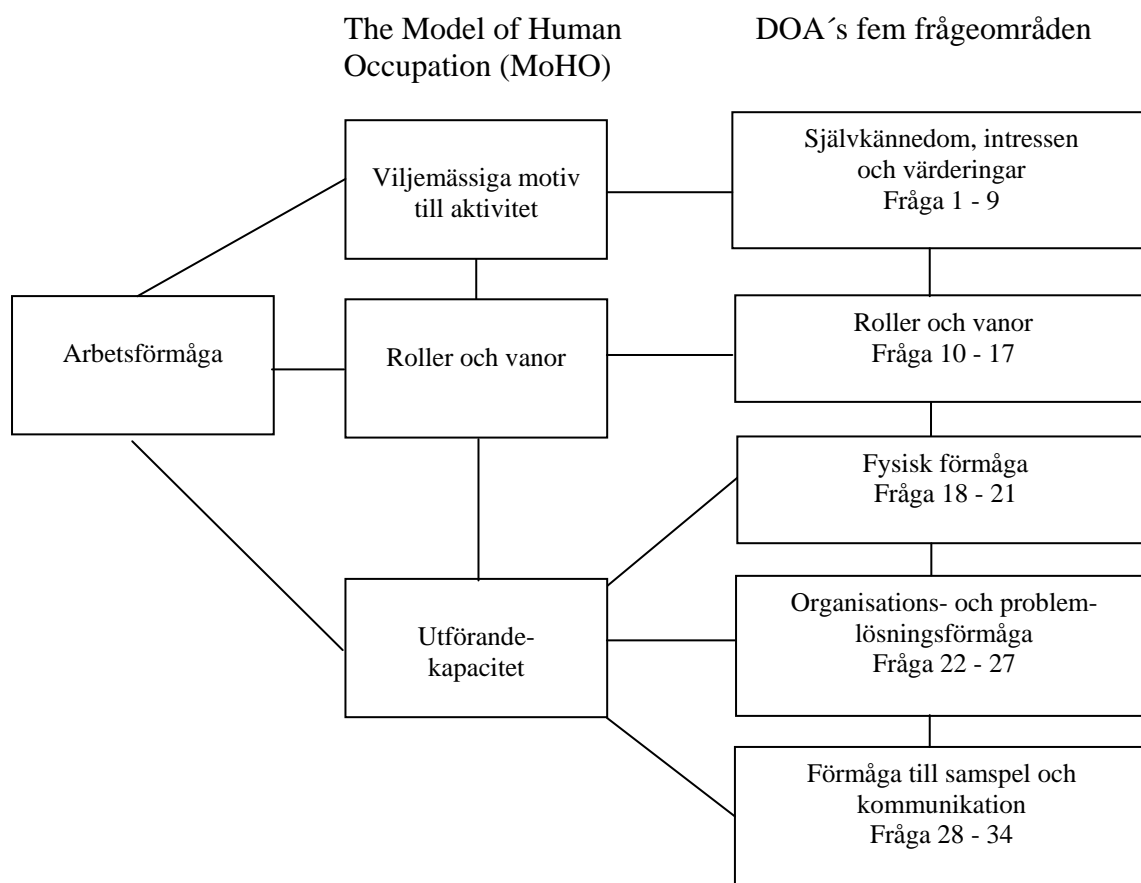 The Model of Human
Occupation (MoHO)
DOA´s fem frågeområden
Självkännedom, intressen
och värderingar
Fråga 1 - 9
Viljemässiga motiv
till aktivitet
Arbetsförmåga
Roller och vanor
Roller och vanor
Fråga 10 - 17
Fysisk förmåga
Fråga 18 - 21
Utförande-
kapacitet
Organisations- och problem-
lösningsförmåga
Fråga 22 - 27
Förmåga till samspel och
kommunikation
Fråga 28 - 34